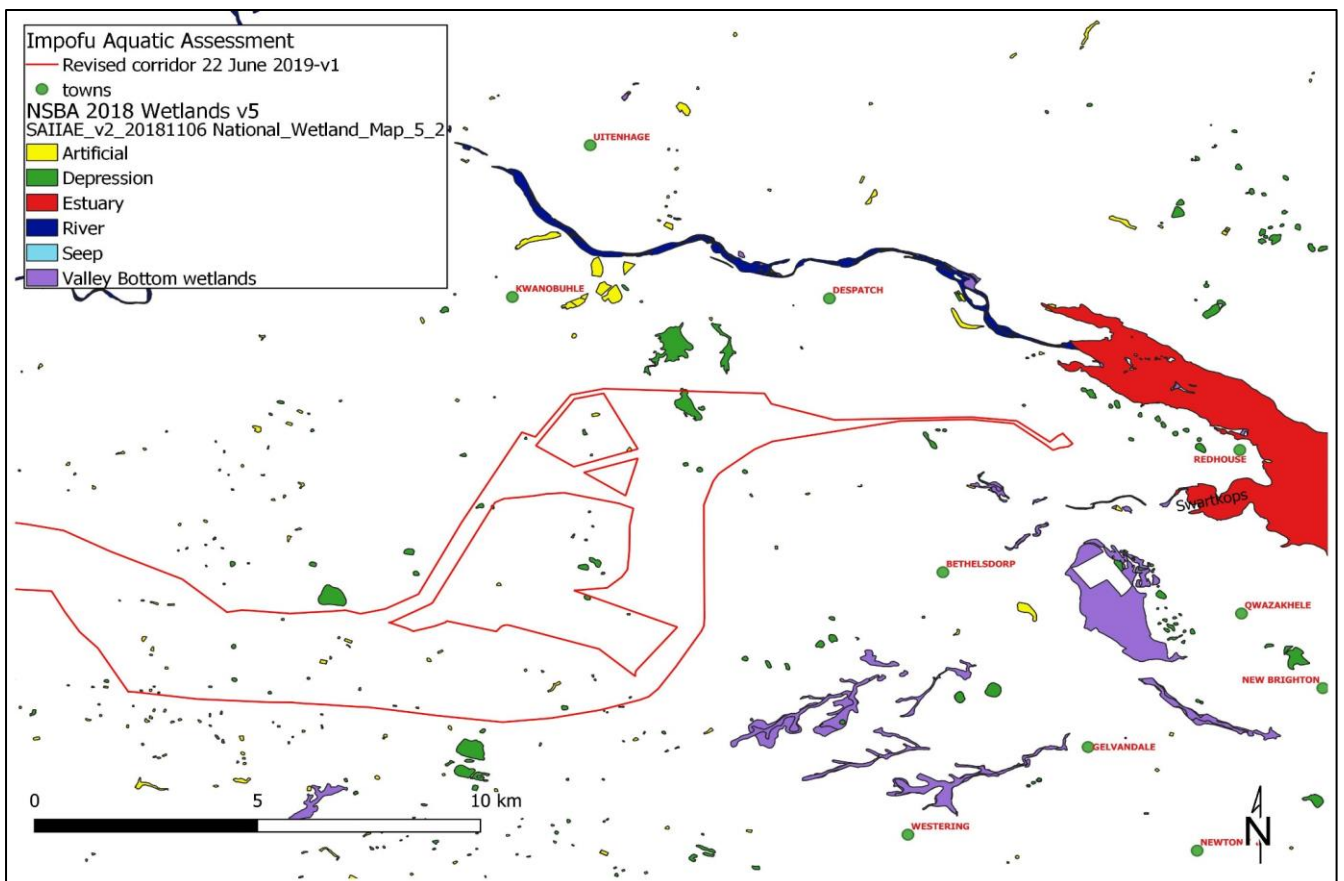 Impofu Aquatic Assessment
Revised corridor 22 June 2019-v1
towns
NSBA 2018 Wetlands v5
SAIIAE_v2_20181106 National_Wetland_Map_5_2
Artificial
Depression
Estuary
River
Seep
Valley Bottom wetlands
UITENHAGE
KWANOBUHLE
DESPATCH
REDHOUSE
SwartKops
BETHELSDORP
QWAZAKHELE
NEW BRIGHTON
GELVANDALE
0 5 10 km
WESTERING
N
NEWTON